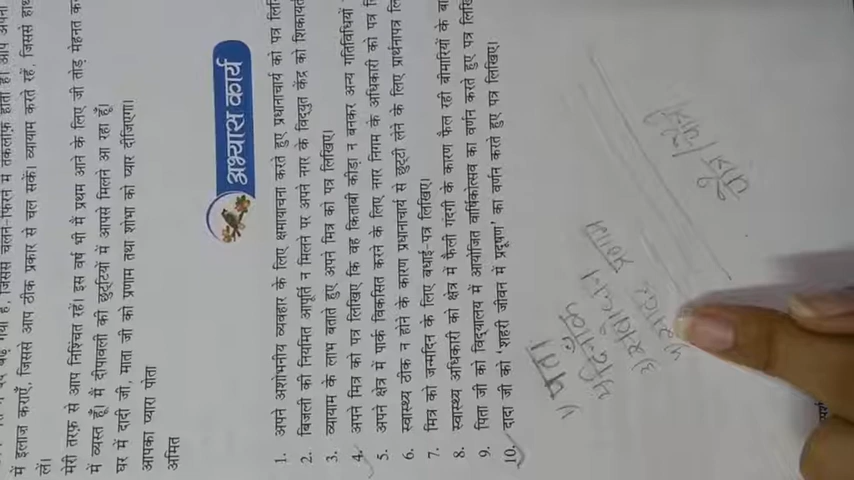 में इलाज कराएँ, जिससे आप ठीक प्रकार से चल सकें। व्यायाम करते रहें, जिससे
लें।
मेरी तरफ़ से आप निश्चिंत रहें। इस वर्ष भी मैं प्रथम आने के लिए जी तोड़ मेहनत
में व्यस्त हूँ। मैं दीपावली की छुट्टियों में आपसे मिलने आ रहा हूँ।
घर में दादी जी, माता जी को प्रणाम तथा शोभा को प्यार दीजिएगा।
आपका प्यारा पोता
अमित
अभ्यास कार्य
1. अपने अशोभनीय व्यवहार के लिए क्षमायाचना करते हुए प्रधानाचार्य को पत्र
2. बिजली की नियमित आपूर्ति न मिलने पर अपने नगर के विद्युत केंद्र को शिकायत
3. व्यायाम के लाभ बताते हुए अपने मित्र को पत्र लिखिए।
4. अपने मित्र को पत्र लिखिए कि वह किताबी कीड़ा न बनकर अन्य गतिविधियों
5. अपने क्षेत्र में पार्क विकसित करने के लिए नगर निगम के अधिकारी को पत्र
6. स्वास्थ्य ठीक न होने के कारण प्रधानाचार्य से छुट्टी लेने के लिए प्रार्थनापत्र
7. मित्र को जन्मदिन के लिए बधाई-पत्र लिखिए।
8. स्वास्थ्य अधिकारी को क्षेत्र में फैली गंदगी के कारण फैल रही बीमारियों के
9. पिता जी को विद्यालय में आयोजित वार्षिकोत्सव का वर्णन करते हुए पत्र
10. दादा जी को 'शहरी जीवन में प्रदूषण' का वर्णन करते हुए पत्र लिखिए।
1) पता
2) दिनाँक
3) संबोधन